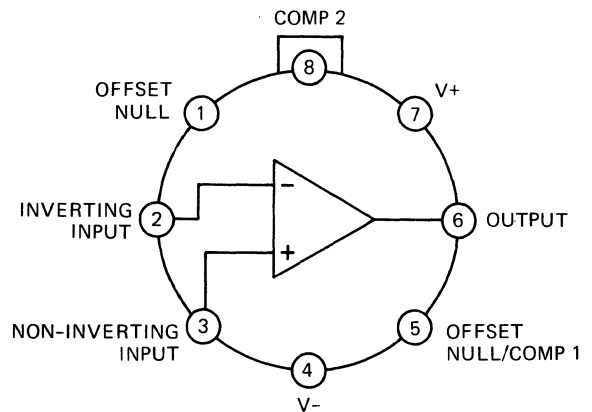 COMP 2
8
OFFSET
NULL
1
7
V+
INVERTING
INPUT
2
−
+
6
OUTPUT
NON-INVERTING
INPUT
3
5
OFFSET
NULL/COMP 1
4
V−